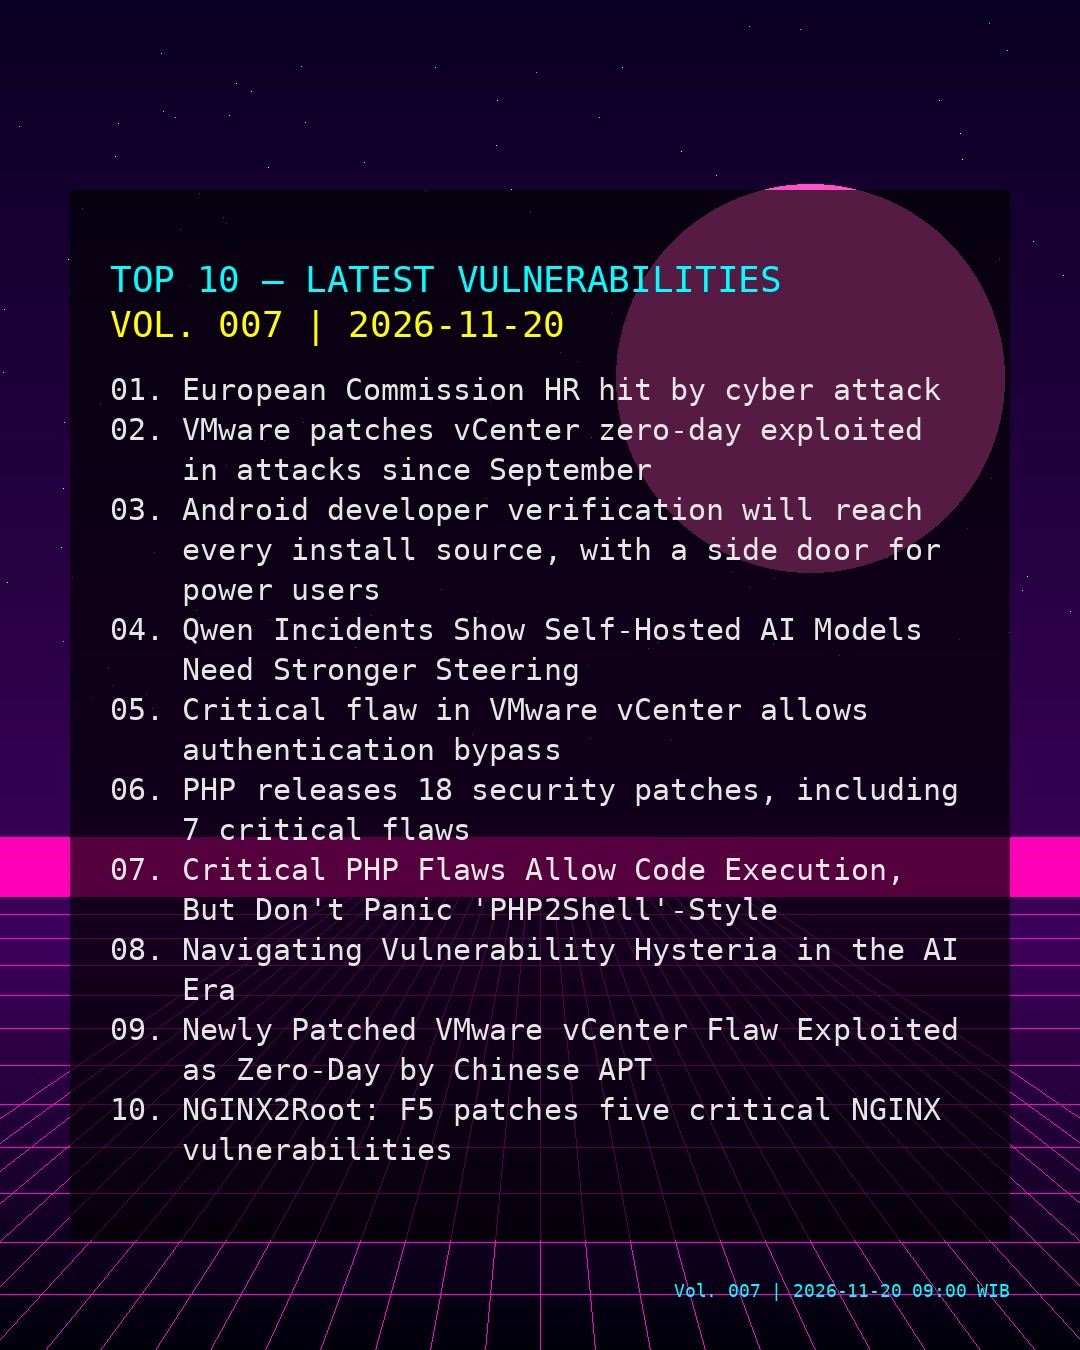 TOP 10 — LATEST VULNERABILITIES
VOL. 007 | 2026-11-20
01. European Commission HR hit by cyber attack
02. VMware patches vCenter zero-day exploited
in attacks since September
03. Android developer verification will reach
every install source, with a side door for
power users
04. Qwen Incidents Show Self-Hosted AI Models
Need Stronger Steering
05. Critical flaw in VMware vCenter allows
authentication bypass
06. PHP releases 18 security patches, including
7 critical flaws
07. Critical PHP Flaws Allow Code Execution,
But Don't Panic 'PHP2Shell'-Style
08. Navigating Vulnerability Hysteria in the AI
Era
09. Newly Patched VMware vCenter Flaw Exploited
as Zero-Day by Chinese APT
10. NGINX2Root: F5 patches five critical NGINX
vulnerabilities
Vol. 007 | 2026-11-20 09:00 WIB